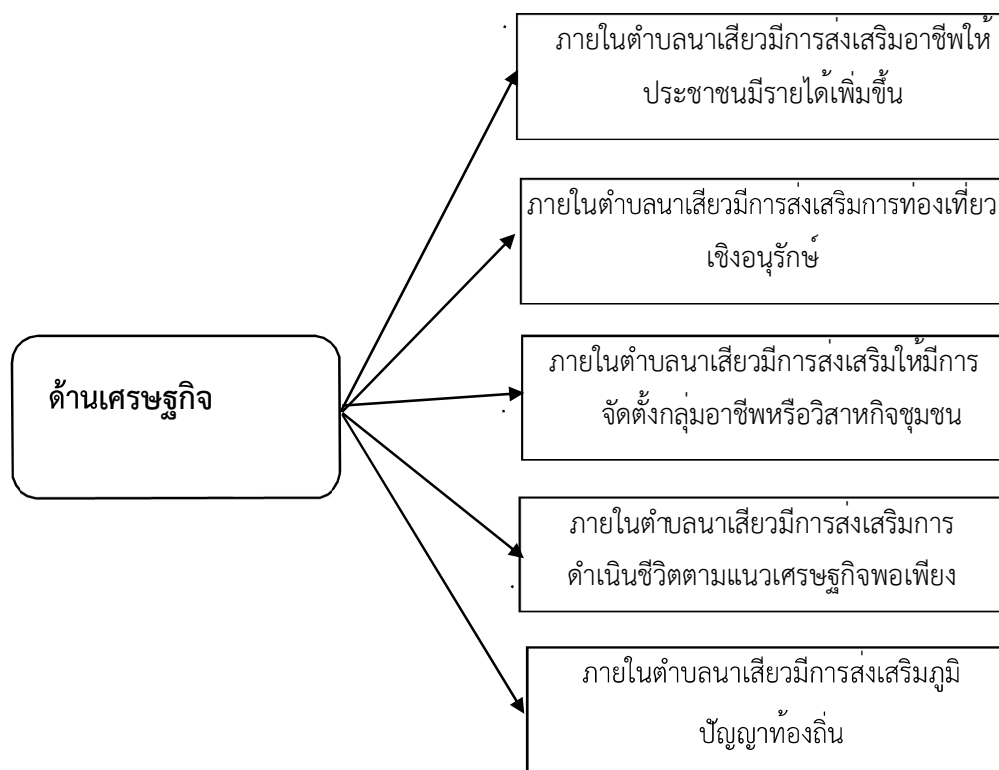 ภายในตำบลนาเสียวมีการส่งเสริมอาชีพให้
ประชาชนมีรายได้เพิ่มขึ้น
ภายในตำบลนาเสียวมีการส่งเสริมการท่องเที่ยว
เชิงอนุรักษ์
ด้านเศรษฐกิจ
ภายในตำบลนาเสียวมีการส่งเสริมให้มีการ
จัดตั้งกลุ่มอาชีพหรือวิสาหกิจชุมชน
ภายในตำบลนาเสียวมีการส่งเสริมการ
ดำเนินชีวิตตามแนวเศรษฐกิจพอเพียง
ภายในตำบลนาเสียวมีการส่งเสริมภูมิ
ปัญญาท้องถิ่น